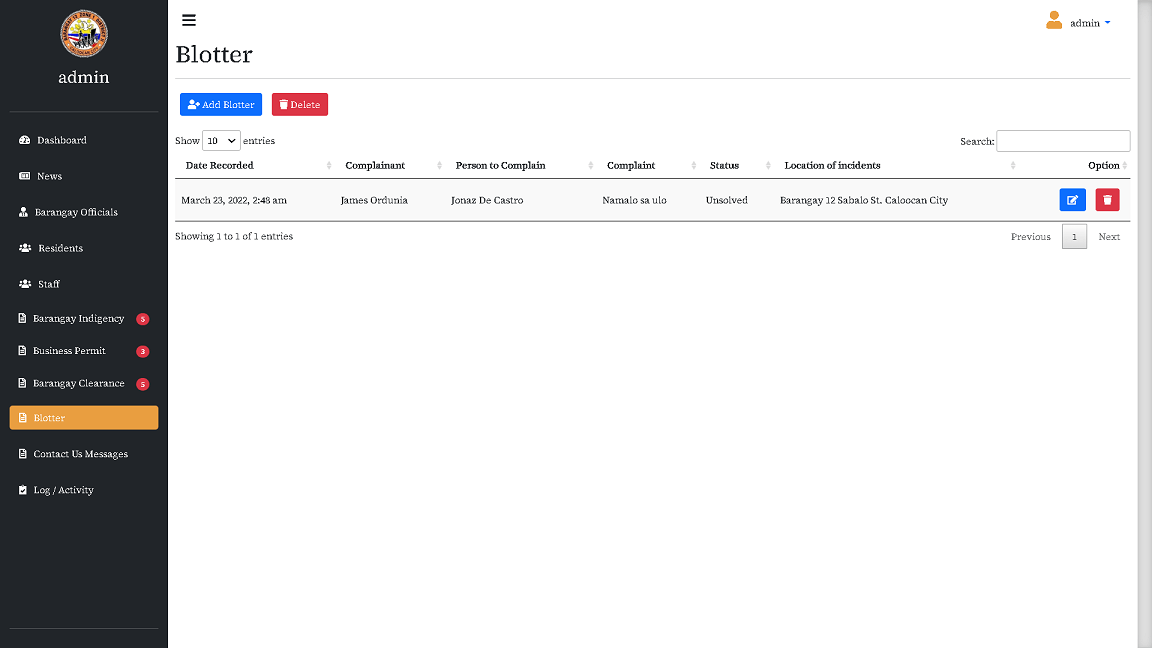 admin
Dashboard
News
Barangay Officials
Residents
Staff
Barangay Indigency 5
Business Permit 3
Barangay Clearance 5
Blotter
Contact Us Messages
Log / Activity
admin
Blotter
Add Blotter Delete
Show 10 entries Search:
Date Recorded Complainant Person to Complain Complaint Status Location of incidents Option
March 23, 2022, 2:48 am James Ordunia Jonaz De Castro Namalo sa ulo Unsolved Barangay 12 Sabalo St. Caloocan City
Showing 1 to 1 of 1 entries Previous 1 Next